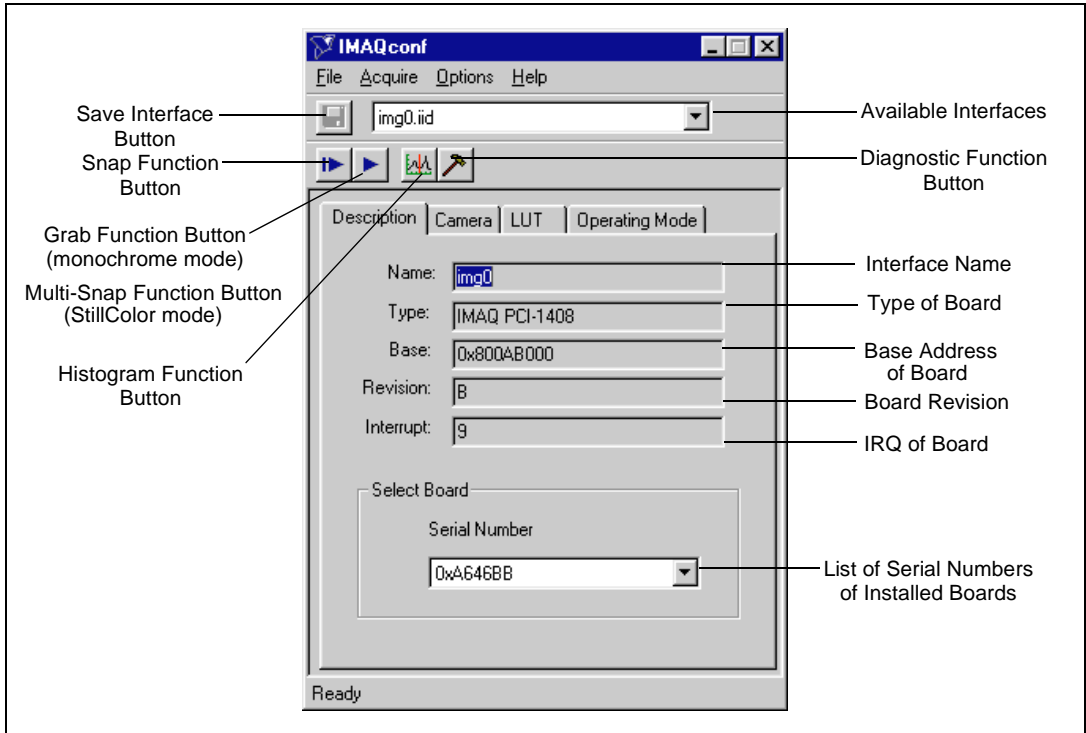 IMAQconf
File Acquire Options Help
Save Interface
Button
img0.iid
Available Interfaces
Snap Function
Button
Diagnostic Function
Button
Grab Function Button
(monochrome mode)
Multi-Snap Function Button
(StillColor mode)
Histogram Function
Button
Description Camera LUT Operating Mode
Name: img0
Interface Name
Type: IMAQ PCI-1408
Type of Board
Base: 0x800AB000
Base Address
of Board
Revision: B
Board Revision
Interrupt: 9
IRQ of Board
Select Board
Serial Number
0xA646BB
List of Serial Numbers
of Installed Boards
Ready